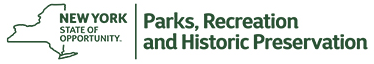 NEW YORK
STATE OF
OPPORTUNITY.
Parks, Recreation
and Historic Preservation